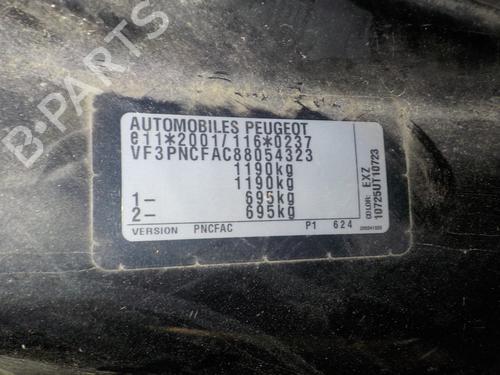 B-PARTS
AUTOMOBILES PEUGEOT
e11*2001/116*0237
VF3PNCFAC88054323
1190kg
1190kg
1- 695kg
2- 695kg
VERSION PNCFAC P1 624
COLOR: EXZ
10725UT10723